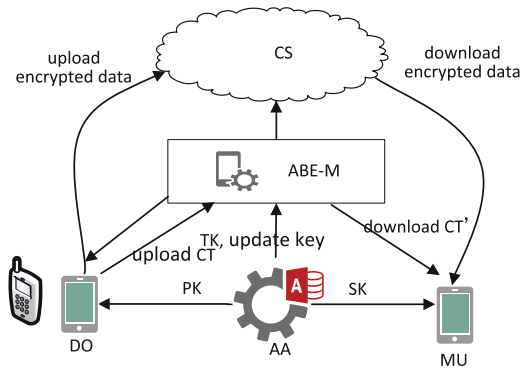 upload
encrypted data
CS
download
encrypted data
ABE-M
upload CT
TK, update key
download CT'
PK
A
SK
DO
AA
MU